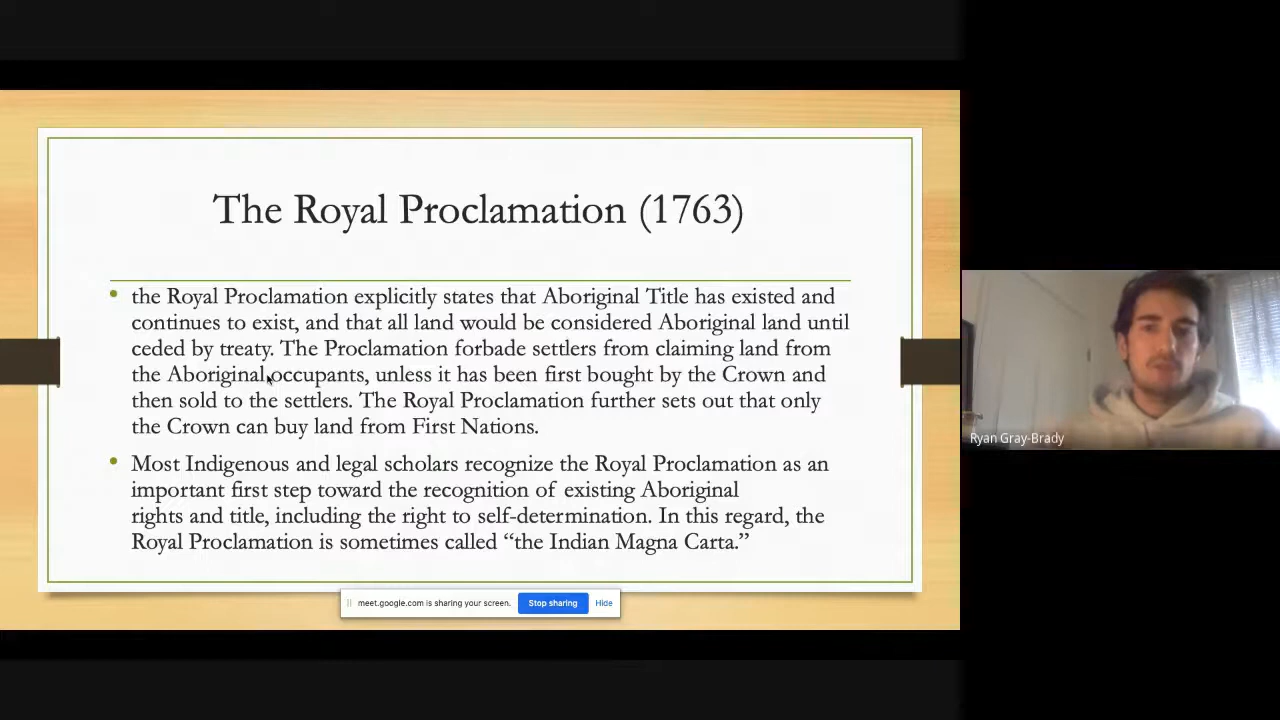 The Royal Proclamation (1763)
the Royal Proclamation explicitly states that Aboriginal Title has existed and
continues to exist, and that all land would be considered Aboriginal land until
ceded by treaty. The Proclamation forbade settlers from claiming land from
the Aboriginal occupants, unless it has been first bought by the Crown and
then sold to the settlers. The Royal Proclamation further sets out that only
the Crown can buy land from First Nations.
Most Indigenous and legal scholars recognize the Royal Proclamation as an
important first step toward the recognition of existing Aboriginal
rights and title, including the right to self-determination. In this regard, the
Royal Proclamation is sometimes called “the Indian Magna Carta.”
meet.google.com is sharing your screen. Stop sharing Hide
Ryan Gray-Brady